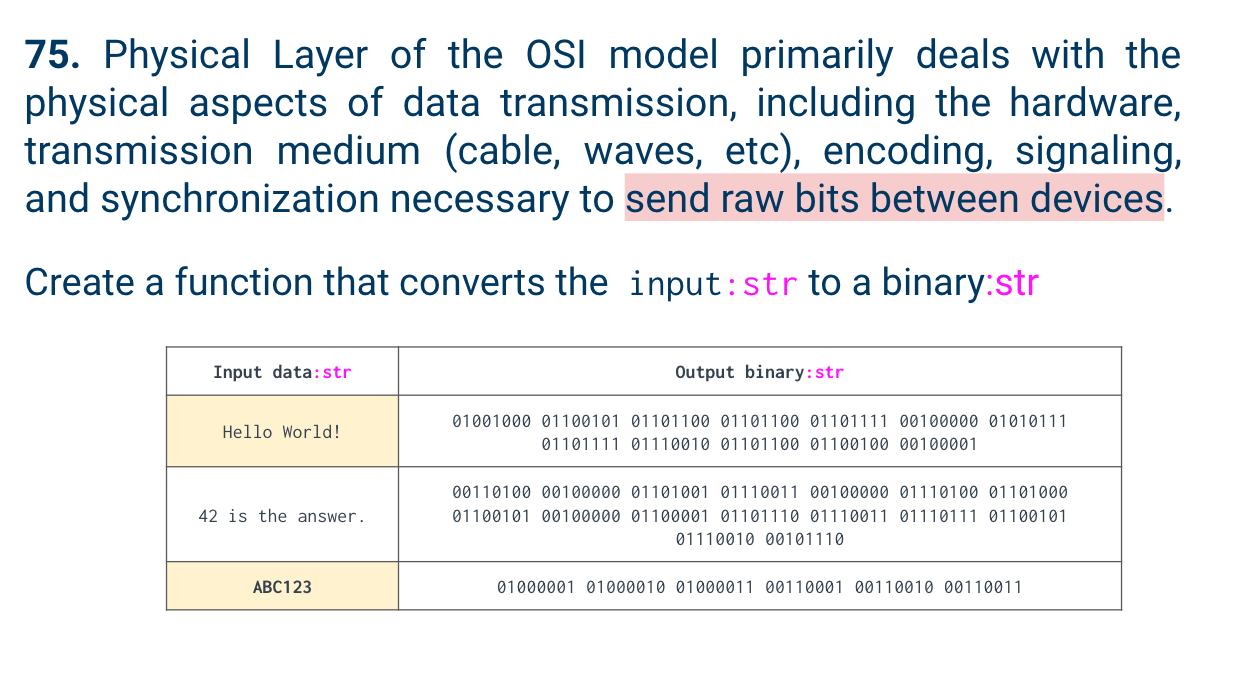 75. Physical Layer of the OSI model primarily deals with the
physical aspects of data transmission, including the hardware,
transmission medium (cable, waves, etc), encoding, signaling,
and synchronization necessary to send raw bits between devices.
Create a function that converts the input:str to a binary:str
Input data:str
Output binary:str
Hello World!
01001000 01100101 01101100 01101100 01101111 00100000 01010111
01101111 01110010 01101100 01100100 00100001
42 is the answer.
00110100 00100000 01101001 01110011 00100000 01110100 01101000
01100101 00100000 01100001 01101110 01110011 01110111 01100101
01110010 00101110
ABC123
01000001 01000010 01000011 00110001 00110010 00110011